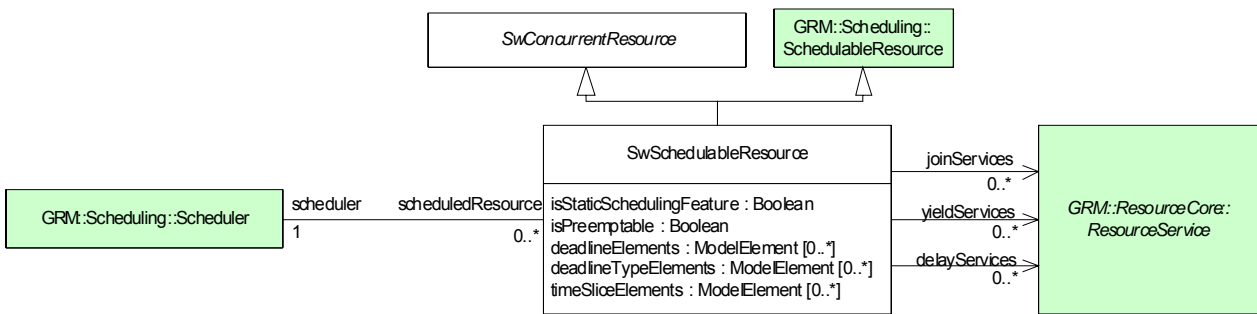 SwConcurrentResource
GRM::Scheduling::
SchedulableResource
SwSchedulableResource
isStaticSchedulingFeature : Boolean
isPreemptable : Boolean
deadlineElements : ModelElement [0..*]
deadlineTypeElements : ModelElement [0..*]
timeSliceElements : ModelElement [0..*]
GRM::Scheduling::Scheduler
scheduler
1
scheduledResource
0..*
joinServices
0..*
yieldServices
0..*
delayServices
0..*
GRM::ResourceCore::
ResourceService